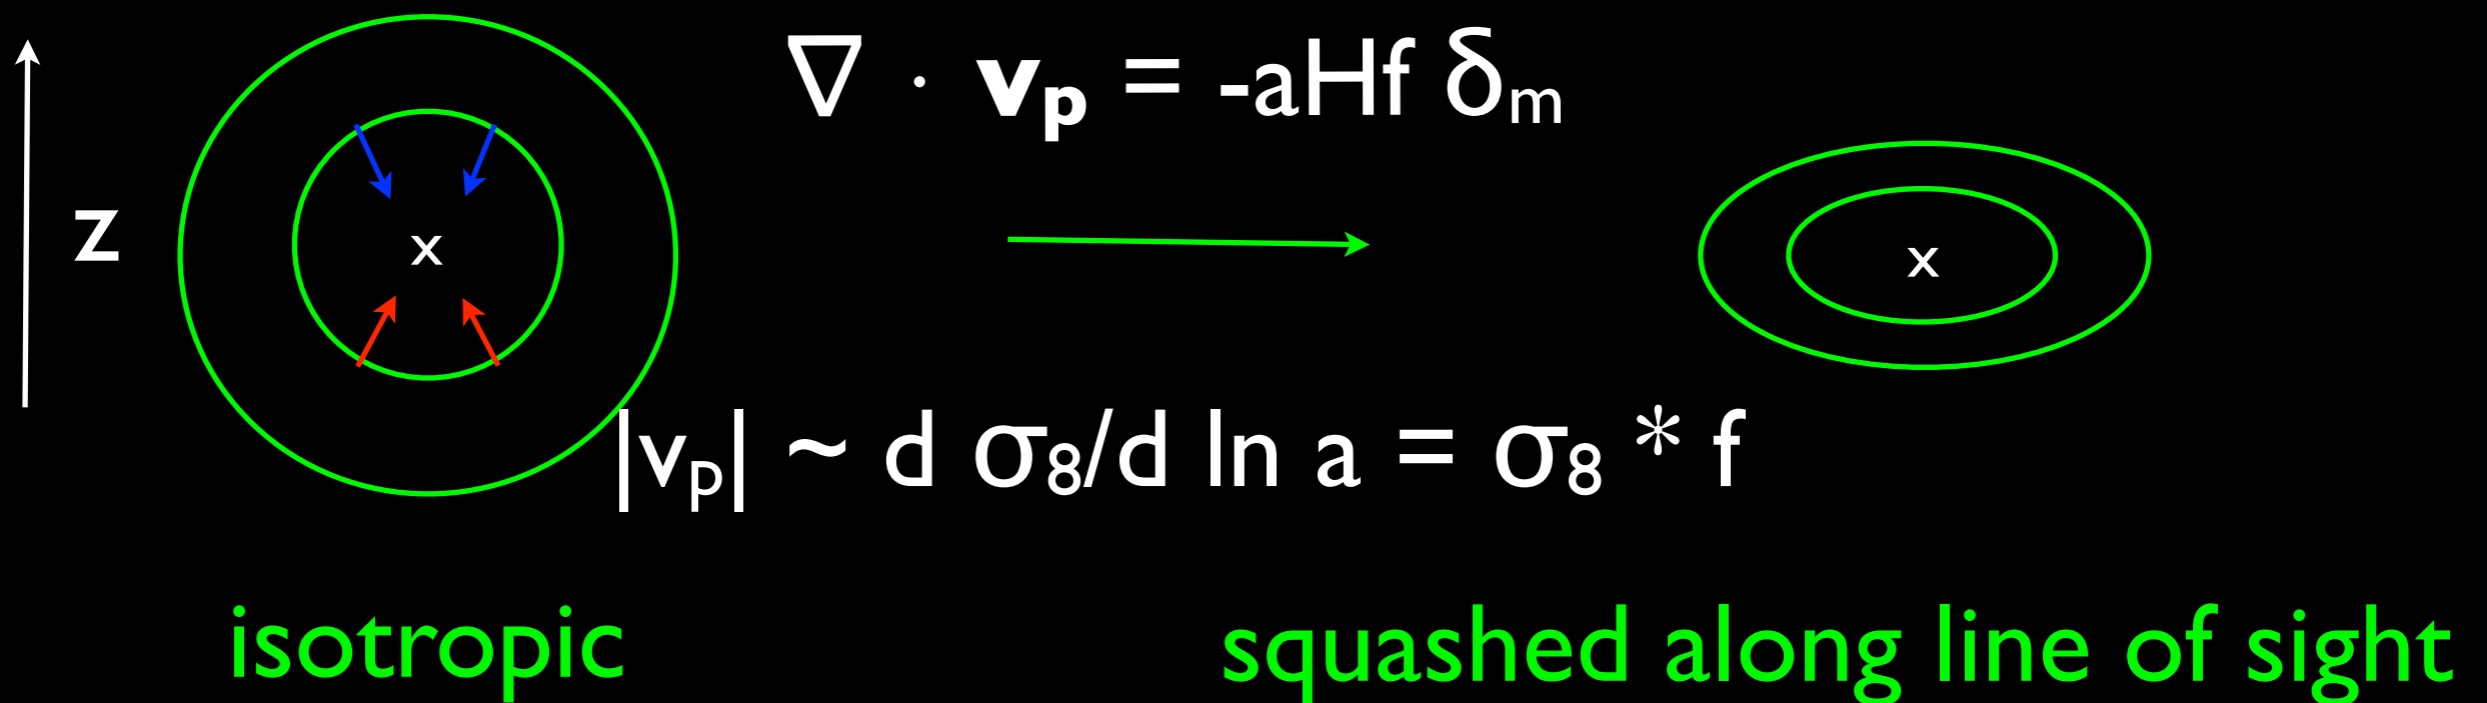 ∇ · vₚ = -aHf δₘ
z
x
x
|vₚ| ~ d σ₈/d ln a = σ₈ * f
isotropic
squashed along line of sight